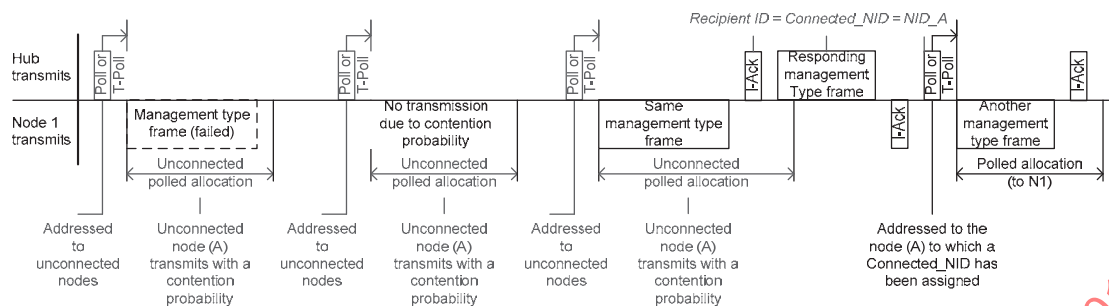 Recipient ID = Connected_NID = NID_A
Hub
transmits
Poll or
T-Poll
Poll or
T-Poll
Poll or
T-Poll
I-Ack
Responding
management
Type frame
Poll or
T-Poll
I-Ack
Node 1
transmits
Management type
frame (failed)
No transmission
due to contention
probability
Same
management type
frame
I-Ack
Another
management
type frame
Unconnected
polled allocation
Unconnected
polled allocation
Unconnected
polled allocation
Polled allocation
(to N1)
Addressed
to
unconnected
nodes
Unconnected
node (A)
transmits with a
contention
probability
Addressed
to
unconnected
nodes
Unconnected
node (A)
transmits with a
contention
probability
Addressed
to
unconnected
nodes
Unconnected
node (A)
transmits with a
contention
probability
Addressed to the
node (A) to which a
Connected_NID has
been assigned